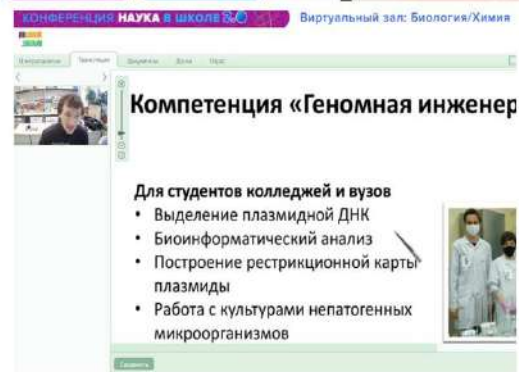 КОНФЕРЕНЦИЯ НАУКА В ШКОЛЕ
Виртуальный зал: Биология/Химия
Трансляция
Документы
Опрос
Компетенция «Геномная инженер
Для студентов колледжей и вузов
• Выделение плазмидной ДНК
• Биоинформатический анализ
• Построение рестрикционной карты
плазмиды
• Работа с культурами непатогенных
микроорганизмов